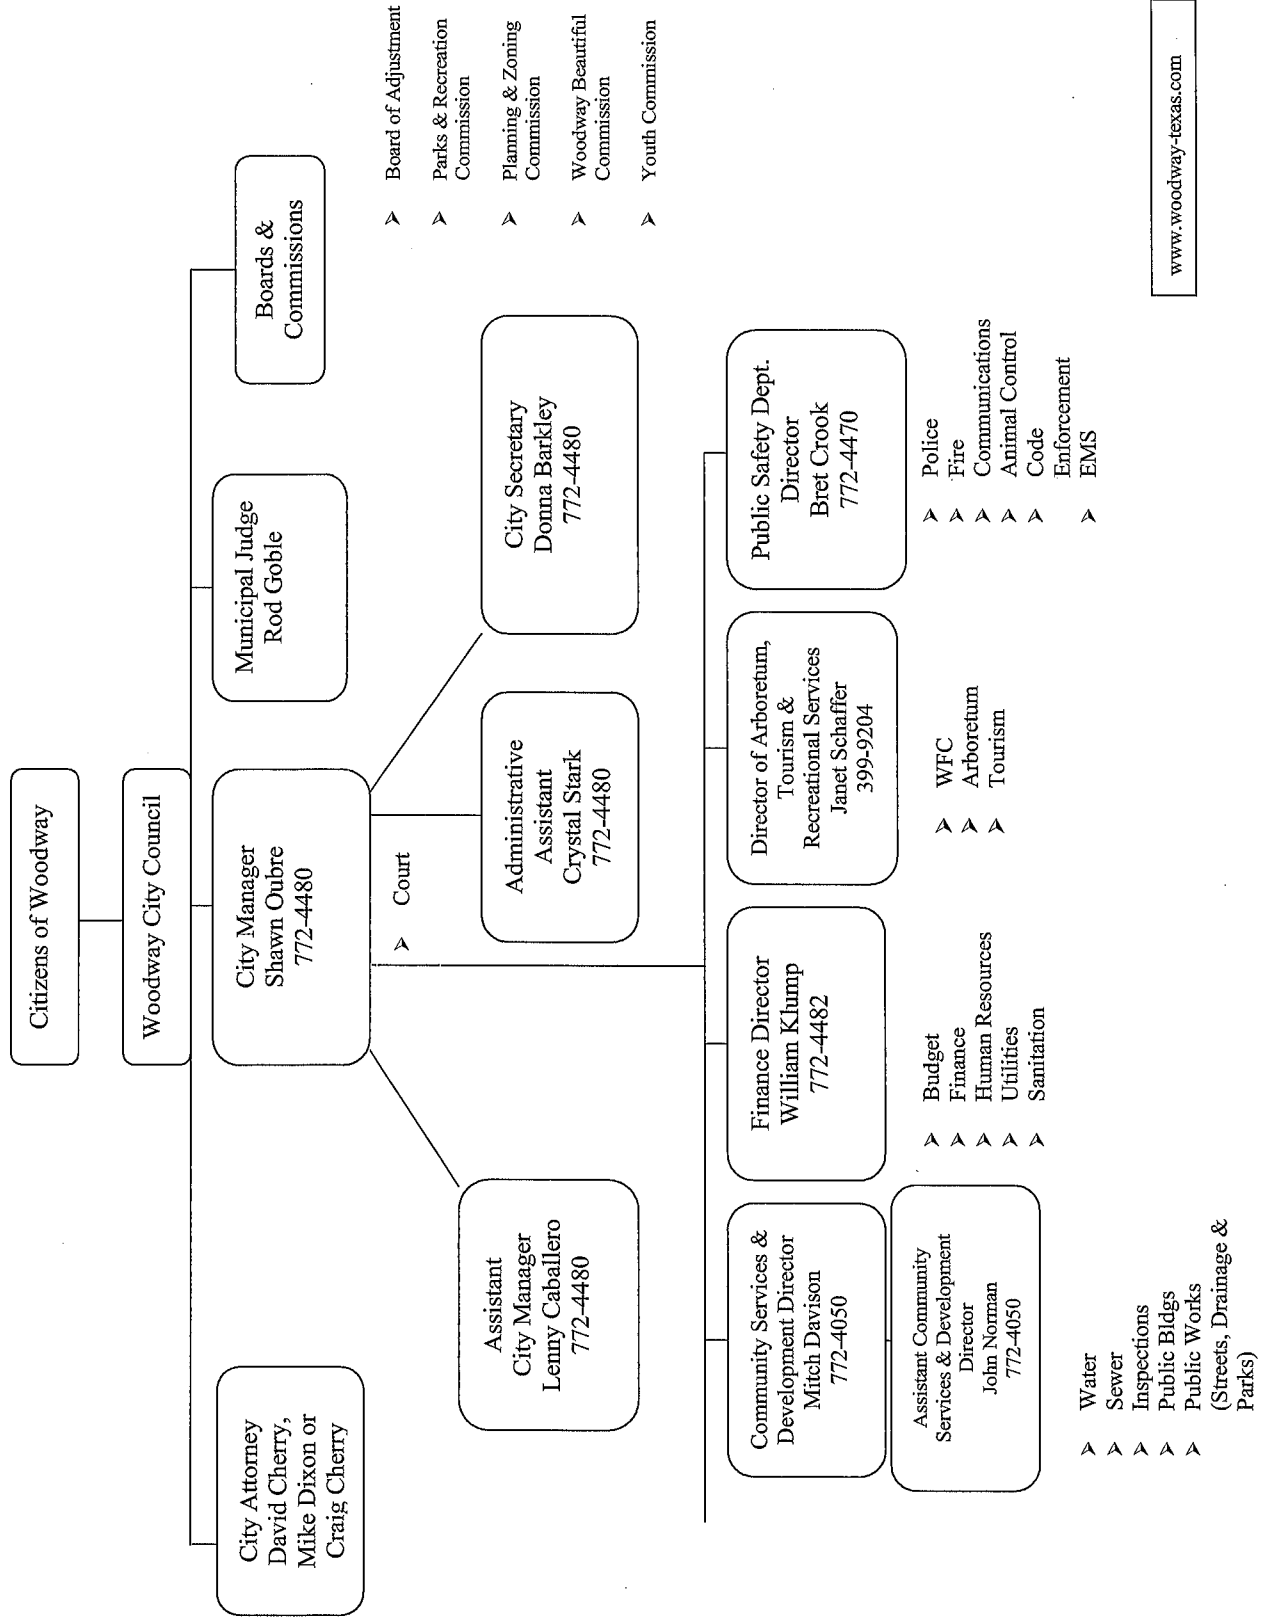 Citizens of Woodway
Woodway City Council
City Attorney
David Cherry,
Mike Dixon or
Craig Cherry
City Manager
Shawn Oubre
772-4480
Municipal Judge
Rod Goble
Boards &
Commissions
➢ Court
➢ Board of Adjustment
➢ Parks & Recreation
Commission
➢ Planning & Zoning
Commission
➢ Woodway Beautiful
Commission
➢ Youth Commission
Assistant
City Manager
Lenny Caballero
772-4480
Administrative
Assistant
Crystal Stark
772-4480
City Secretary
Donna Barkley
772-4480
Community Services &
Development Director
Mitch Davison
772-4050
Assistant Community
Services & Development
Director
John Norman
772-4050
➢ Water
➢ Sewer
➢ Inspections
➢ Public Bldgs
➢ Public Works
(Streets, Drainage &
Parks)
Finance Director
William Klump
772-4482
➢ Budget
➢ Finance
➢ Human Resources
➢ Utilities
➢ Sanitation
Director of Arboretum,
Tourism &
Recreational Services
Janet Schaffer
399-9204
➢ WFC
➢ Arboretum
➢ Tourism
Public Safety Dept.
Director
Bret Crook
772-4470
➢ Police
➢ Fire
➢ Communications
➢ Animal Control
➢ Code
Enforcement
➢ EMS
www.woodway-texas.com